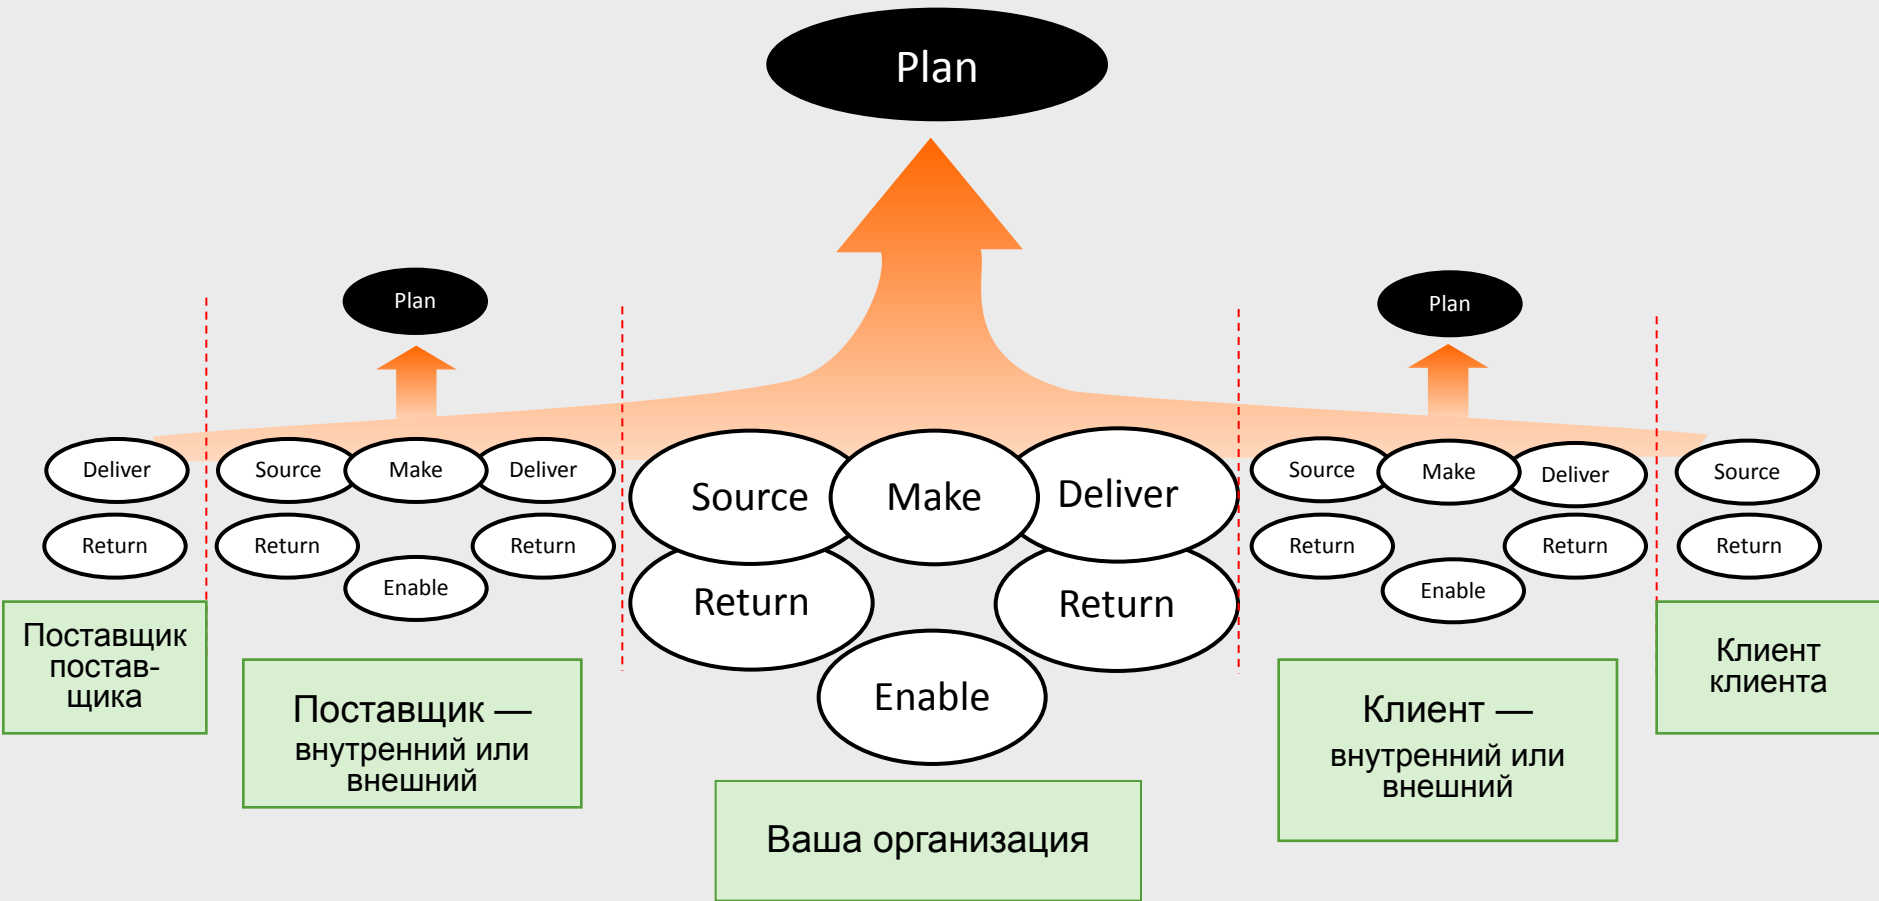 Plan
Plan
Plan
Deliver
Source
Make
Deliver
Source
Make
Deliver
Source
Make
Deliver
Source
Return
Return
Return
Enable
Return
Return
Enable
Return
Return
Enable
Return
Поставщик
постав-
щика
Поставщик —
внутренний или
внешний
Ваша организация
Клиент —
внутренний или
внешний
Клиент
клиента